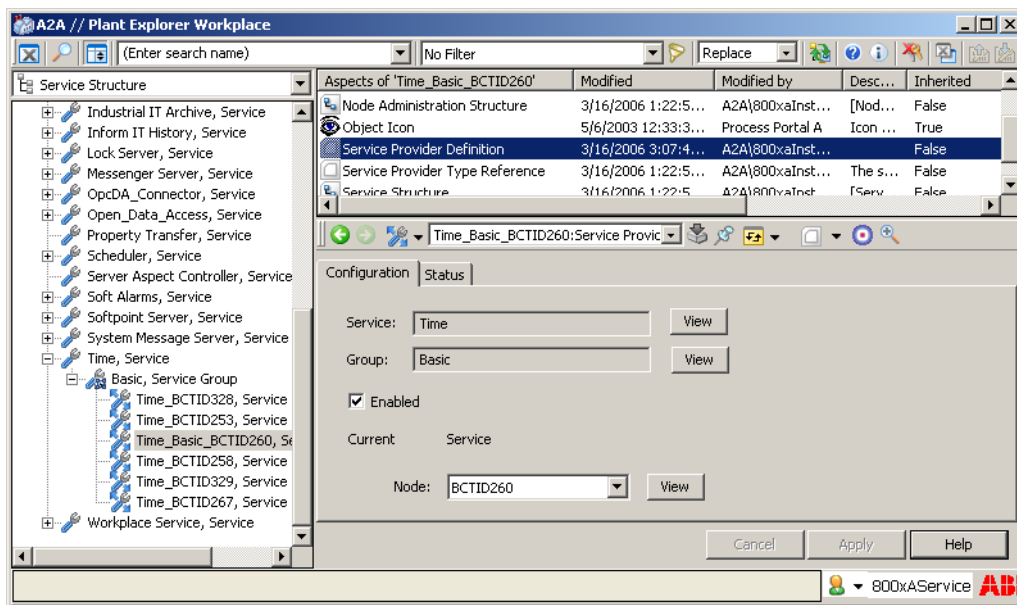 A2A // Plant Explorer Workplace
(Enter search name)
No Filter
Replace
Service Structure
Industrial IT Archive, Service
Inform IT History, Service
Lock Server, Service
Messenger Server, Service
OpcDA_Connector, Service
Open_Data_Access, Service
Property Transfer, Service
Scheduler, Service
Server Aspect Controller, Service
Soft Alarms, Service
Softpoint Server, Service
System Message Server, Service
Time, Service
Basic, Service Group
Time_BCTID328, Service
Time_BCTID253, Service
Time_Basic_BCTID260, Se
Time_BCTID258, Service
Time_BCTID329, Service
Time_BCTID267, Service
Workplace Service, Service
Aspects of 'Time_Basic_BCTID260' Modified Modified by Desc... Inherited
Node Administration Structure 3/16/2006 1:22:5... A2A\800xaInst... [Nod... False
Object Icon 5/6/2003 12:33:3... Process Portal A Icon ... True
Service Provider Definition 3/16/2006 3:07:4... A2A\800xaInst... False
Service Provider Type Reference 3/16/2006 1:22:5... A2A\800xaInst... The s... False
Service Structure 3/16/2006 1:22:5 A2A\800xaInst [Serv False
Time_Basic_BCTID260:Service Provic
Configuration Status
Service: Time View
Group: Basic View
Enabled
Current Service
Node: BCTID260 View
Cancel Apply Help
800xAService ABB